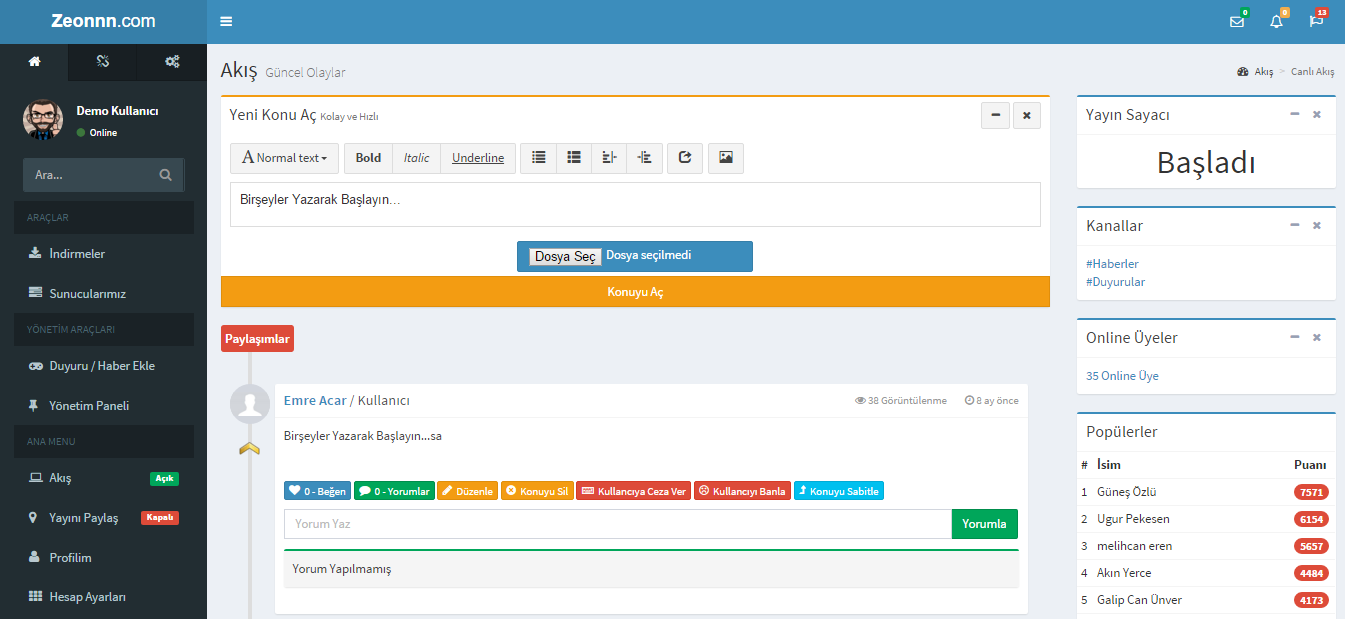 Zeonnn.com
0
0
13
Demo Kullanıcı
Online
Ara...
ARAÇLAR
İndirmeler
Sunucularımız
YÖNETİM ARAÇLARI
Duyuru / Haber Ekle
Yönetim Paneli
ANA MENU
Akış Açık
Yayını Paylaş Kapalı
Profilim
Hesap Ayarları
Akış Güncel Olaylar
Akış > Canlı Akış
Yeni Konu Aç Kolay ve Hızlı
A Normal text Bold Italic Underline
Birşeyler Yazarak Başlayın...
Dosya Seç Dosya seçilmedi
Konuyu Aç
Paylaşımlar
Emre Acar / Kullanıcı 38 Görüntülenme 8 ay önce
Birşeyler Yazarak Başlayın...sa
0 - Beğen 0 - Yorumlar Düzenle Konuyu Sil Kullancıya Ceza Ver Kullanıcıyı Banla Konuyu Sabitle
Yorum Yaz Yorumla
Yorum Yapılmamış
Yayın Sayacı
Başladı
Kanallar
#Haberler
#Duyurular
Online Üyeler
35 Online Üye
Popülerler
# İsim Puanı
1 Güneş Özlü 7571
2 Ugur Pekesen 6154
3 melihcan eren 5657
4 Akın Yerce 4484
5 Galip Can Ünver 4173